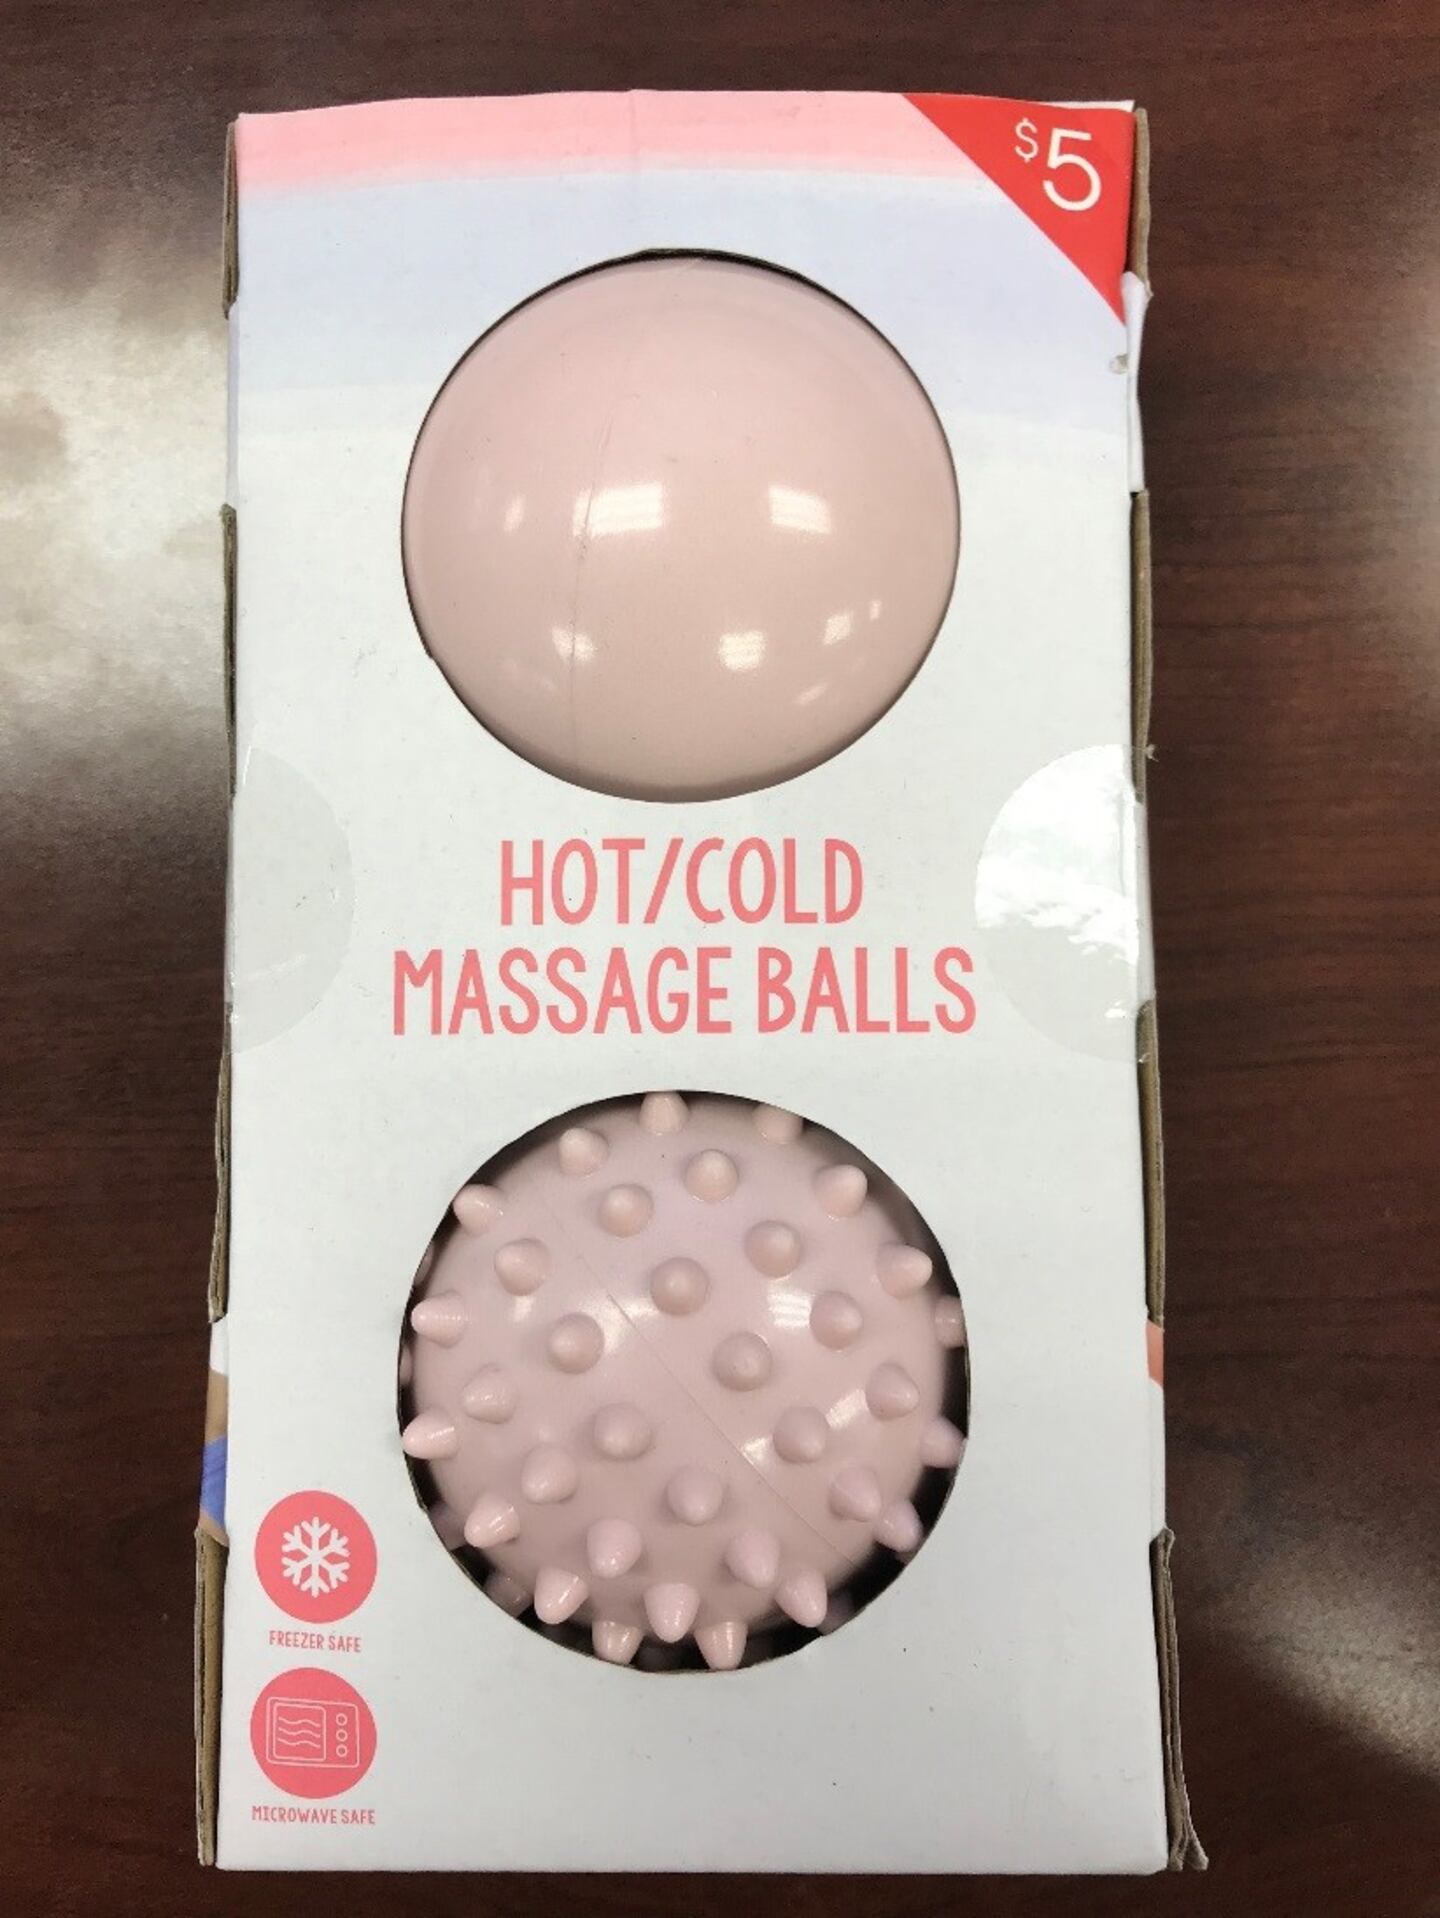 $5
HOT/COLD
MASSAGE BALLS
FREEZER SAFE
MICROWAVE SAFE